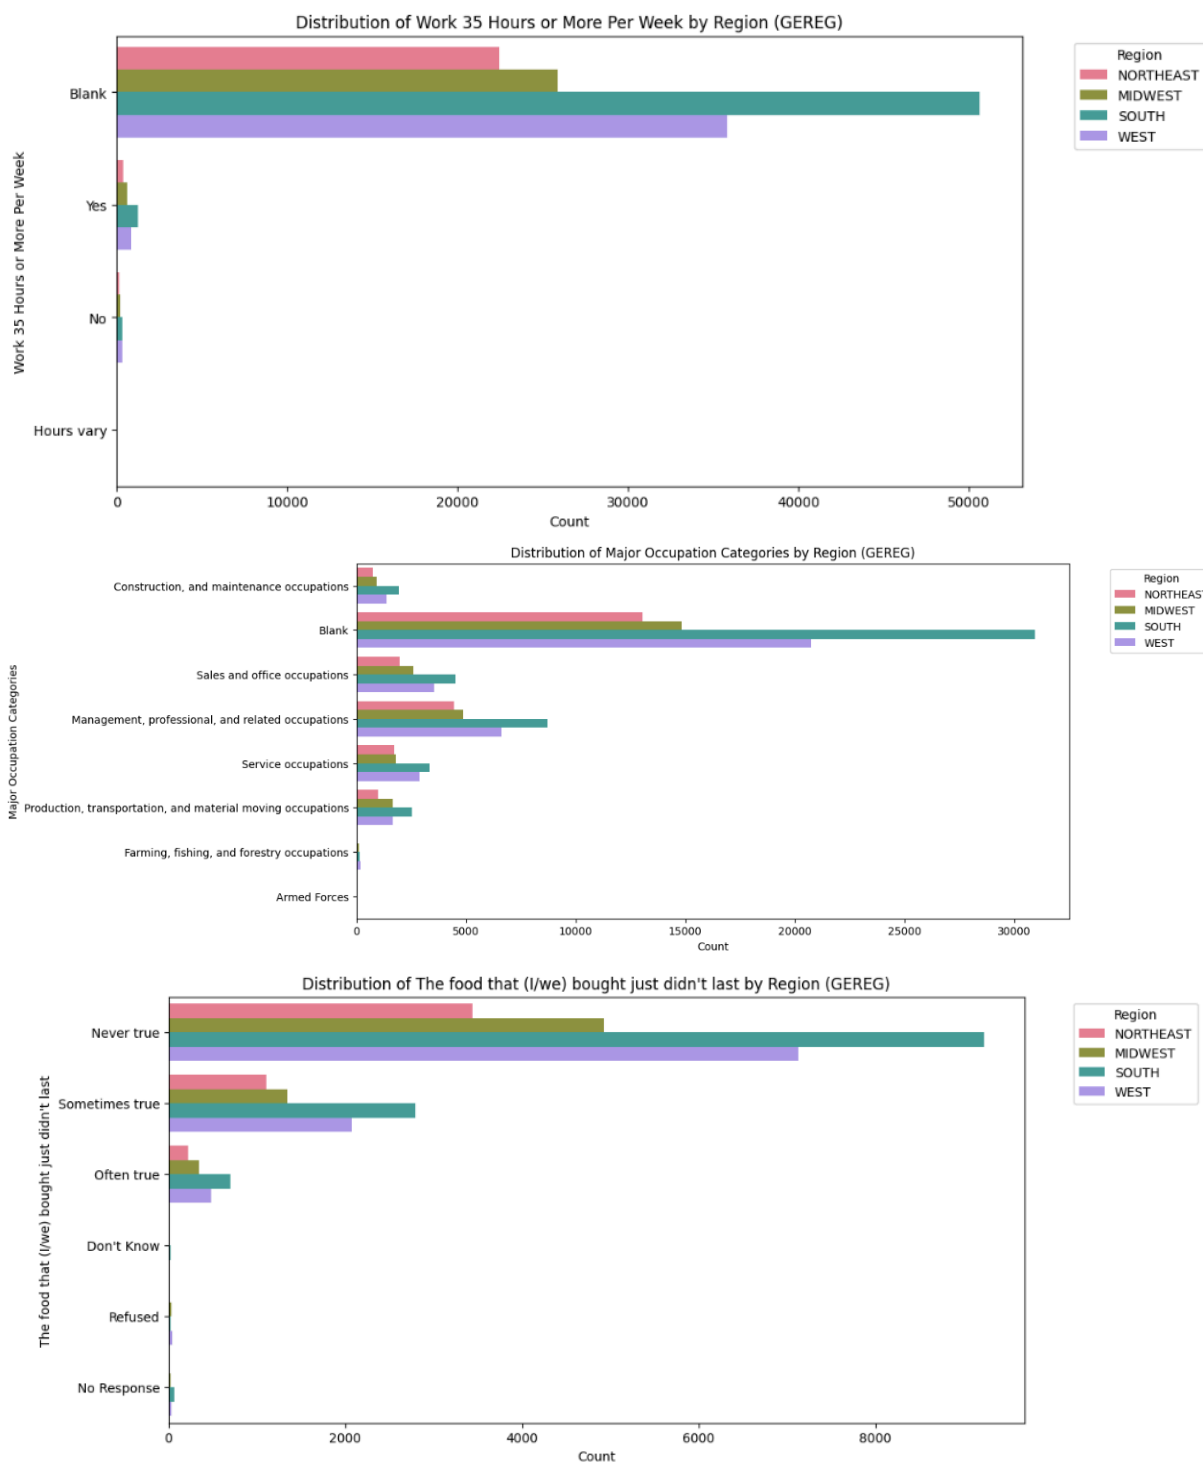 Distribution of Work 35 Hours or More Per Week by Region (GEREG)
Work 35 Hours or More Per Week
Blank
Yes
No
Hours vary
0 10000 20000 30000 40000 50000
Count
Region
NORTHEAST
MIDWEST
SOUTH
WEST
Distribution of Major Occupation Categories by Region (GEREG)
Major Occupation Categories
Construction, and maintenance occupations
Blank
Sales and office occupations
Management, professional, and related occupations
Service occupations
Production, transportation, and material moving occupations
Farming, fishing, and forestry occupations
Armed Forces
0 5000 10000 15000 20000 25000 30000
Count
Region
NORTHEAST
MIDWEST
SOUTH
WEST
Distribution of The food that (I/we) bought just didn't last by Region (GEREG)
The food that (I/we) bought just didn't last
Never true
Sometimes true
Often true
Don't Know
Refused
No Response
0 2000 4000 6000 8000
Count
Region
NORTHEAST
MIDWEST
SOUTH
WEST